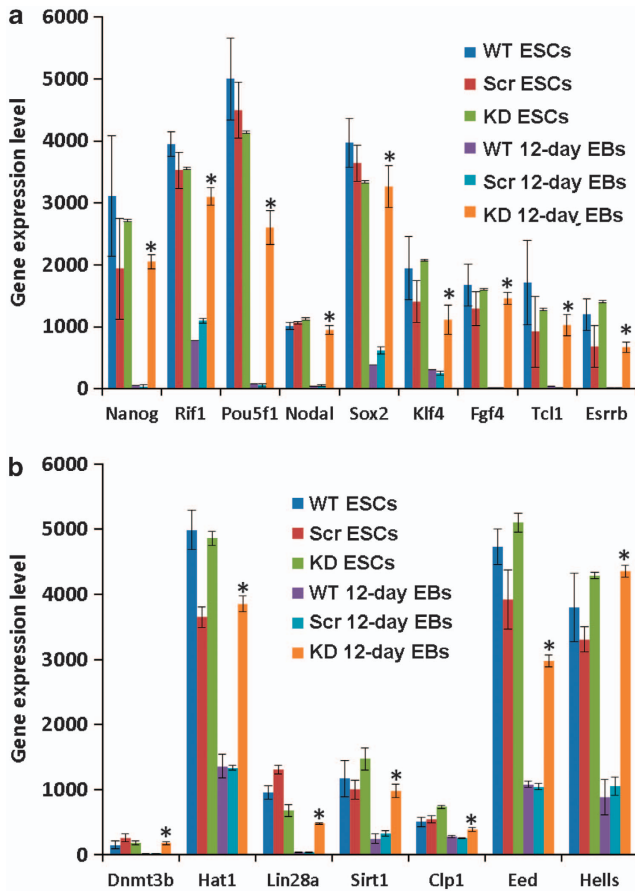 a
Gene expression level
6000
5000
4000
3000
2000
1000
0
WT ESCs
Scr ESCs
KD ESCs
WT 12-day EBs
Scr 12-day EBs
KD 12-day EBs
* * * * * * * * *
Nanog Rif1 Pou5f1 Nodal Sox2 Klf4 Fgf4 Tcl1 Esrrb
b
Gene expression level
6000
5000
4000
3000
2000
1000
0
WT ESCs
Scr ESCs
KD ESCs
WT 12-day EBs
Scr 12-day EBs
KD 12-day EBs
* * * * * * *
Dnmt3b Hat1 Lin28a Sirt1 Clp1 Eed Hells